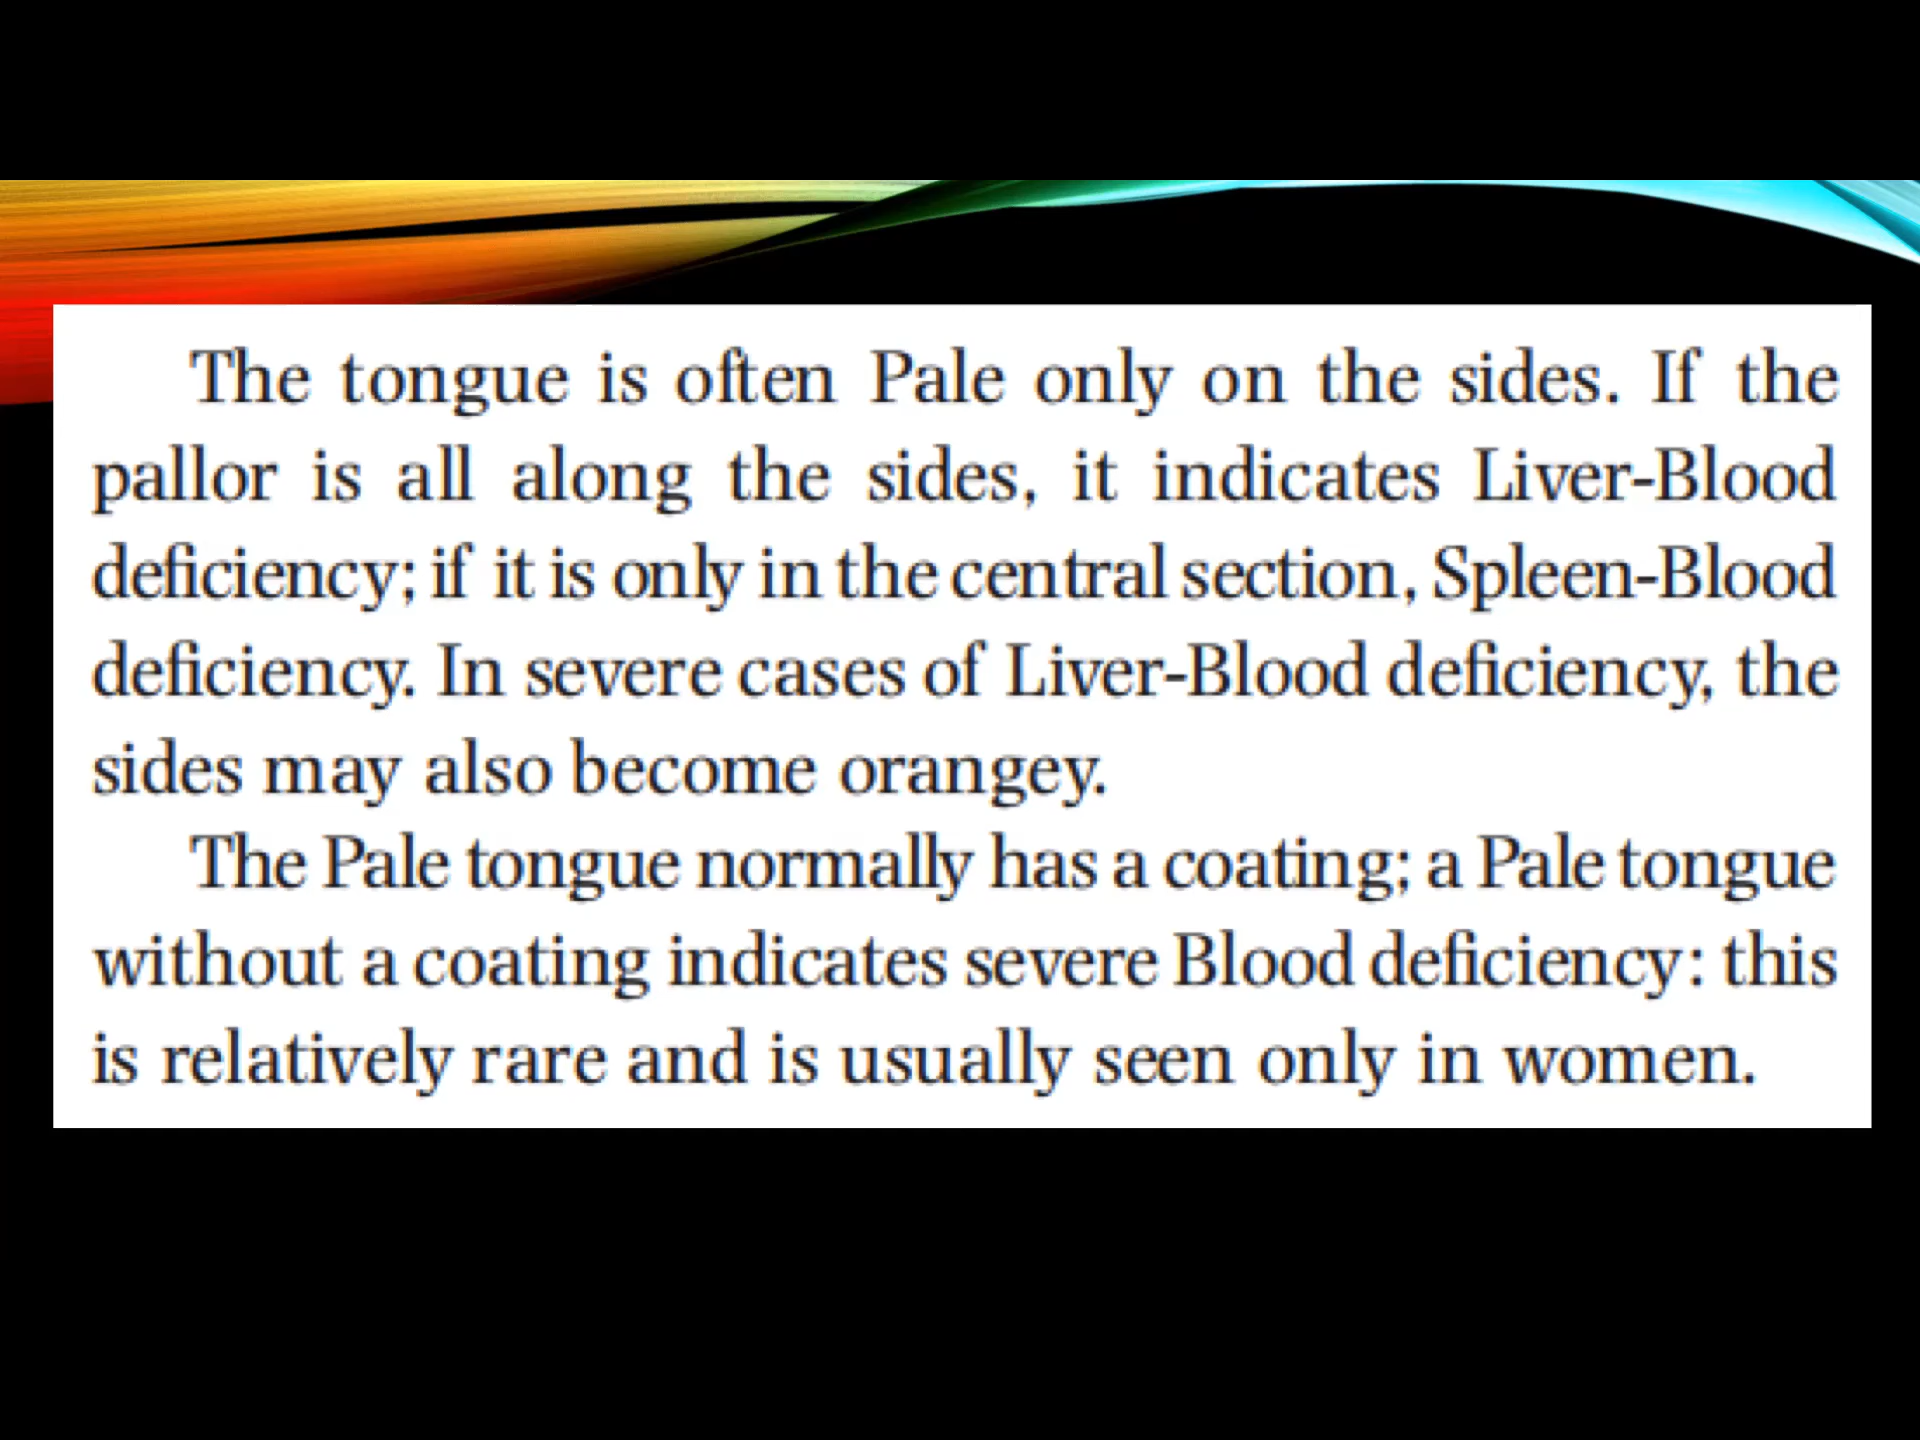 The tongue is often Pale only on the sides. If the
pallor is all along the sides, it indicates Liver-Blood
deficiency; if it is only in the central section, Spleen-Blood
deficiency. In severe cases of Liver-Blood deficiency, the
sides may also become orangey.
The Pale tongue normally has a coating; a Pale tongue
without a coating indicates severe Blood deficiency: this
is relatively rare and is usually seen only in women.